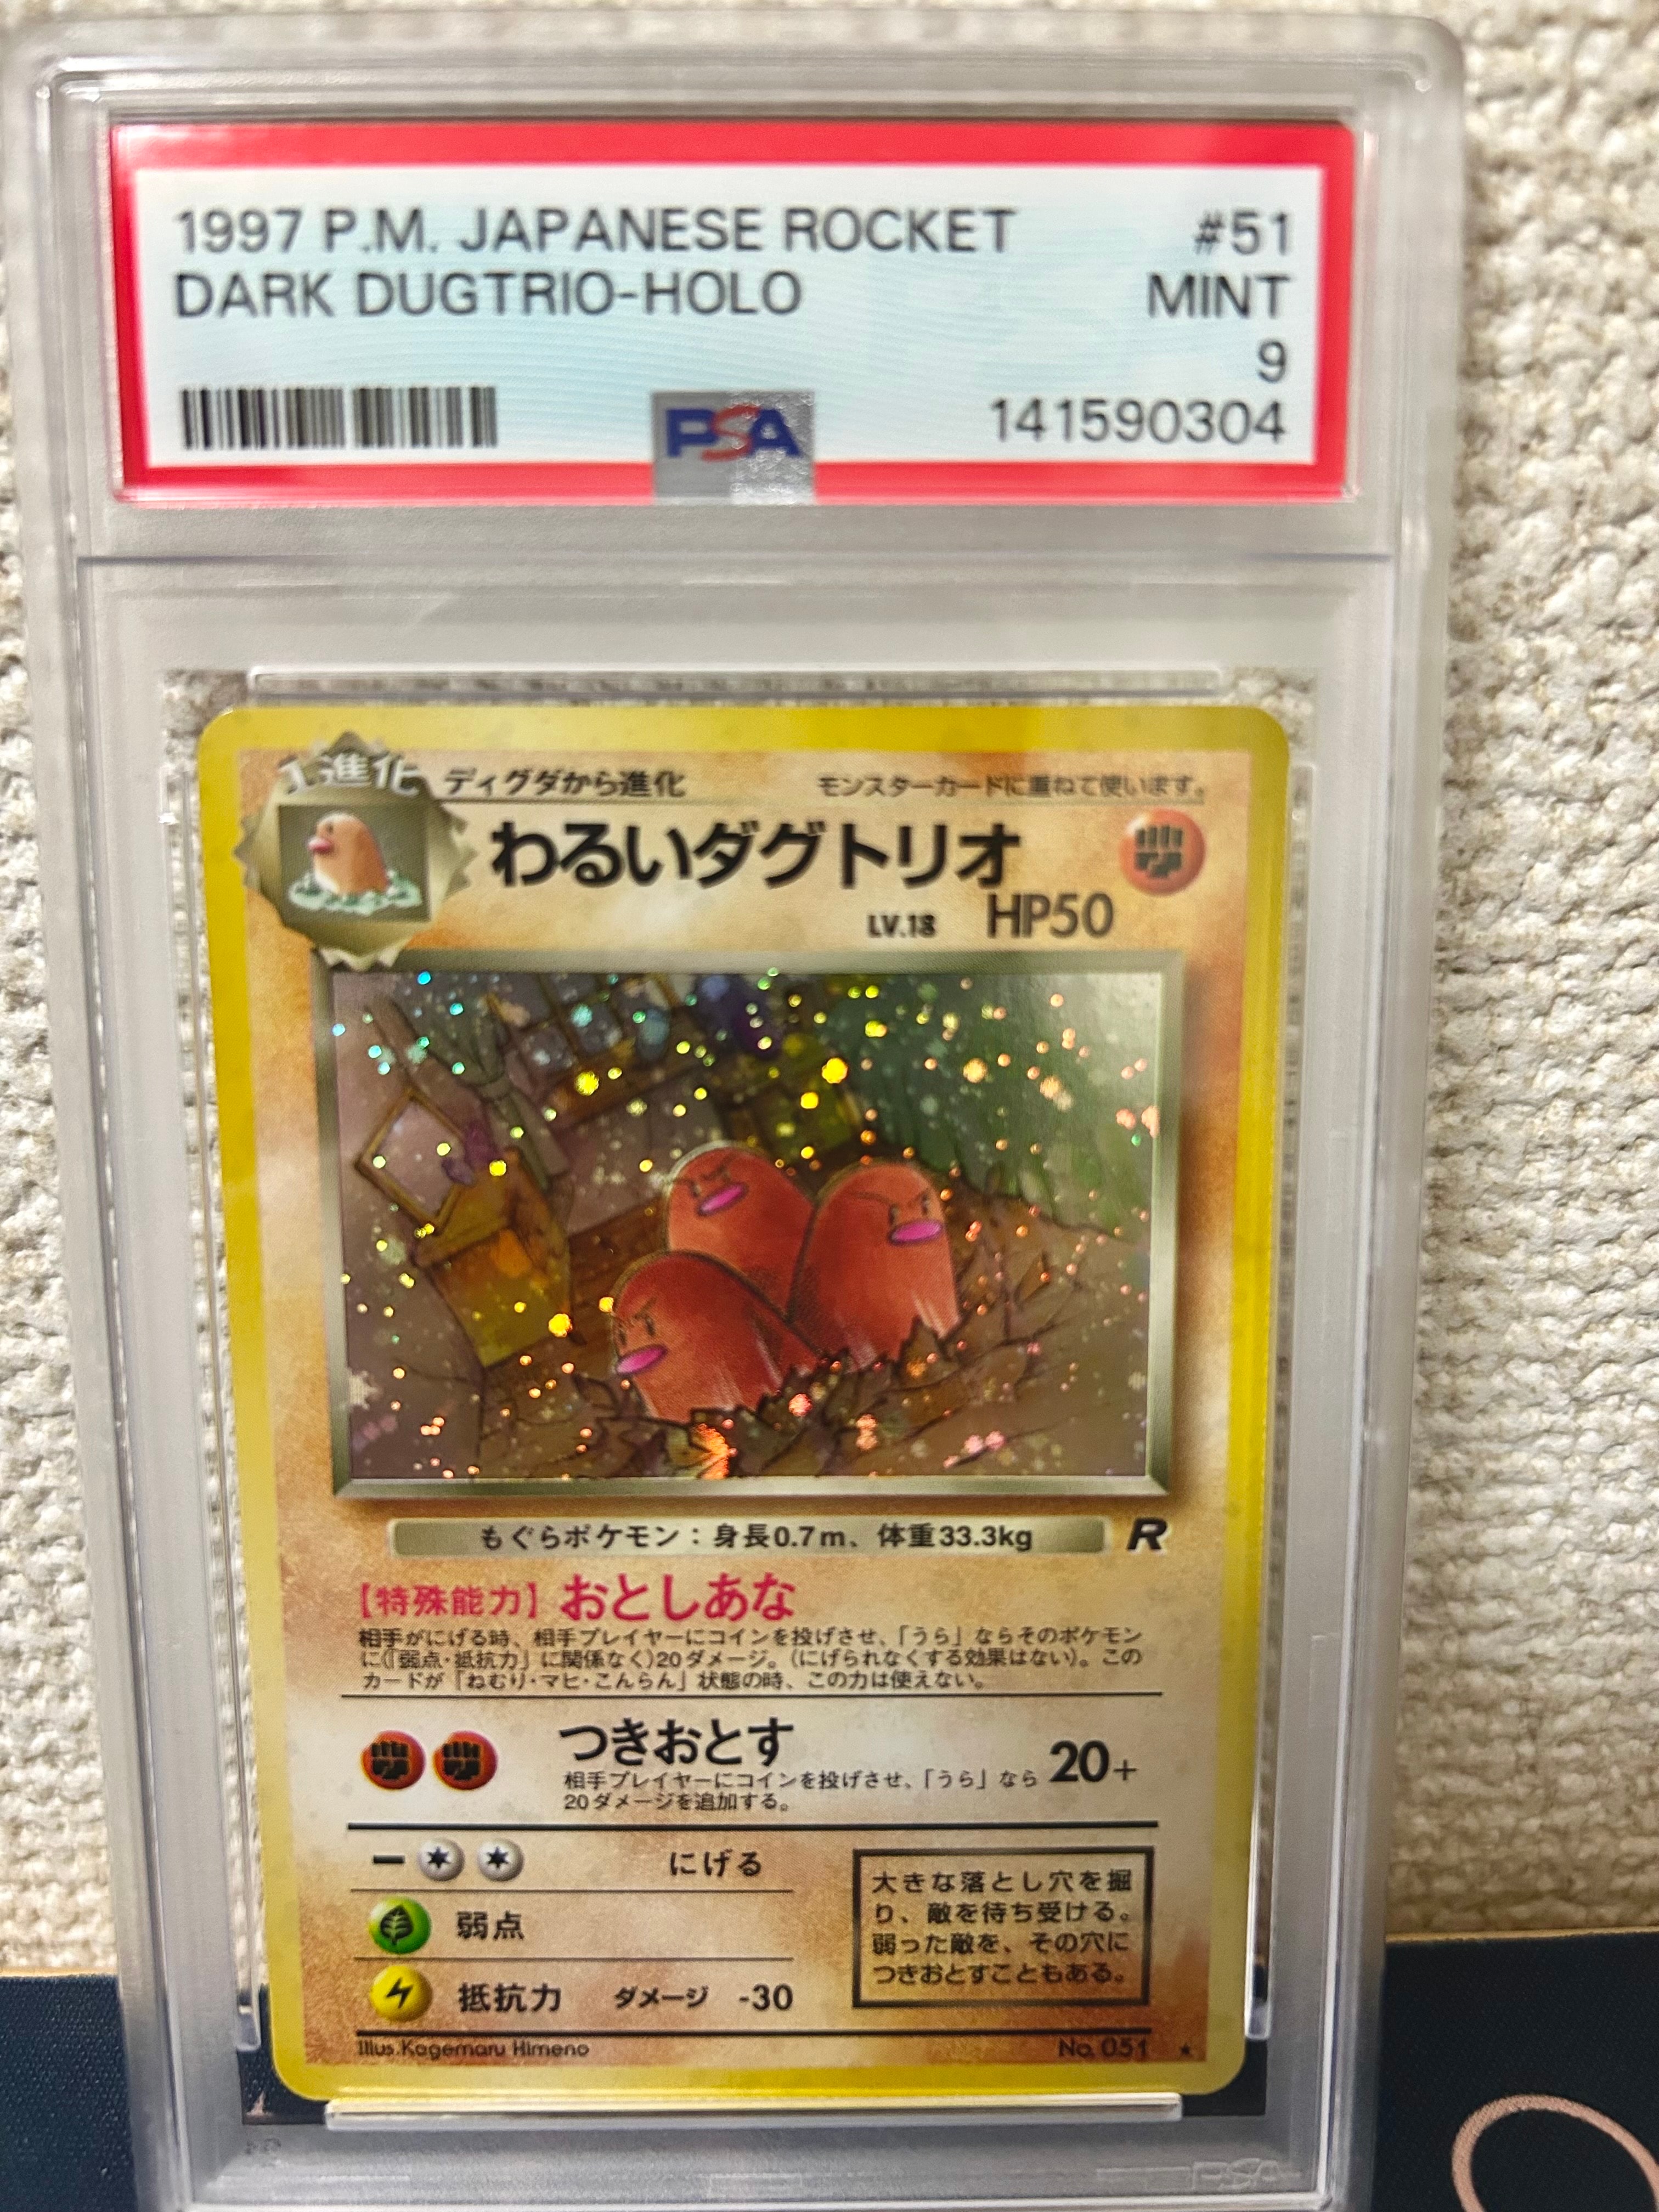 1997 P.M. JAPANESE ROCKET #51
DARK DUGTRIO-HOLO MINT
9
PSA 141590304
1進化 ディグダから進化 モンスターカードに重ねて使います。
わるいダグトリオ
LV.18 HP50
もぐらポケモン：身長0.7m、体重33.3kg R
【特殊能力】おとしあな
相手がにげる時、相手プレイヤーにコインを投げさせ、「うら」ならそのポケモン
に(「弱点・抵抗力」に関係なく)20ダメージ。(にげられなくする効果はない)。この
カードが「ねむり・マヒ・こんらん」状態の時、この力は使えない。
つきおとす 20+
相手プレイヤーにコインを投げさせ、「うら」なら
20ダメージを追加する。
にげる
弱点
抵抗力 ダメージ -30
大きな落とし穴を掘
り、敵を待ち受ける。
弱った敵を、その穴に
つきおとすこともある。
Illus.Kagemaru Himeno No.051 ★
PSA